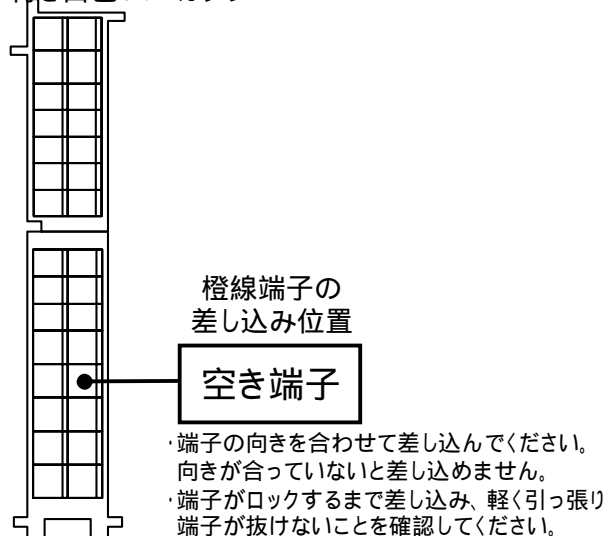 橙線端子の
差し込み位置
空き端子
・端子の向きを合わせて差し込んでください。
向きが合っていないと差し込めません。
・端子がロックするまで差し込み、軽く引っ張り
端子が抜けないことを確認してください。